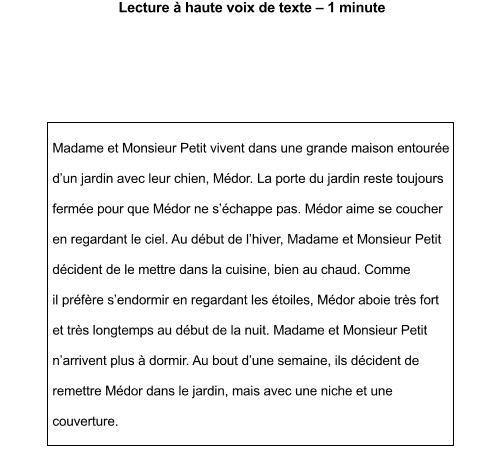 Lecture à haute voix de texte – 1 minute
Madame et Monsieur Petit vivent dans une grande maison entourée
d’un jardin avec leur chien, Médor. La porte du jardin reste toujours
fermée pour que Médor ne s’échappe pas. Médor aime se coucher
en regardant le ciel. Au début de l’hiver, Madame et Monsieur Petit
décident de le mettre dans la cuisine, bien au chaud. Comme
il préfère s’endormir en regardant les étoiles, Médor aboie très fort
et très longtemps au début de la nuit. Madame et Monsieur Petit
n’arrivent plus à dormir. Au bout d’une semaine, ils décident de
remettre Médor dans le jardin, mais avec une niche et une
couverture.